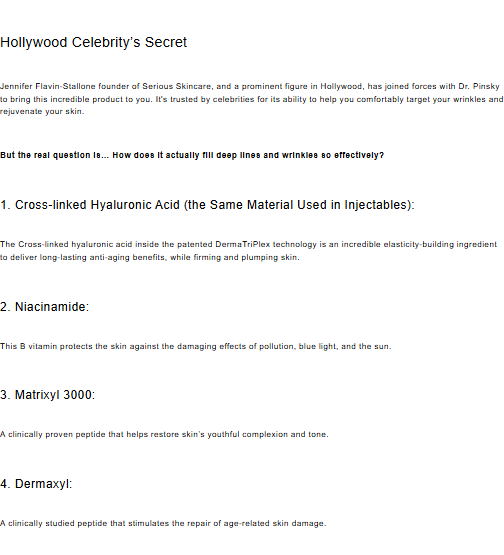 Hollywood Celebrity’s Secret
Jennifer Flavin-Stallone founder of Serious Skincare, and a prominent figure in Hollywood, has joined forces with Dr. Pinsky
to bring this incredible product to you. It's trusted by celebrities for its ability to help you comfortably target your wrinkles and
rejuvenate your skin.
But the real question is... How does it actually fill deep lines and wrinkles so effectively?
1. Cross-linked Hyaluronic Acid (the Same Material Used in Injectables):
The Cross-linked hyaluronic acid inside the patented DermaTriPlex technology is an incredible elasticity-building ingredient
to deliver long-lasting anti-aging benefits, while firming and plumping skin.
2. Niacinamide:
This B vitamin protects the skin against the damaging effects of pollution, blue light, and the sun.
3. Matrixyl 3000:
A clinically proven peptide that helps restore skin’s youthful complexion and tone.
4. Dermaxyl:
A clinically studied peptide that stimulates the repair of age-related skin damage.